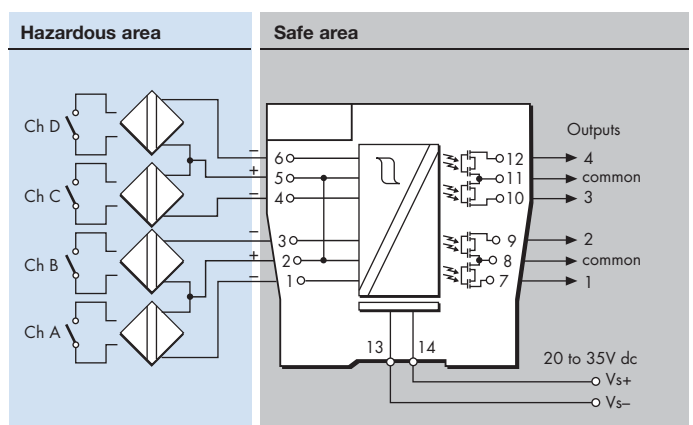 Hazardous area
Safe area
Ch D
Ch C
Ch B
Ch A
– 6
+ 5
– 4
– 3
+ 2
– 1
Outputs
12 4
11 common
10 3
9 2
8 common
7 1
13 14
20 to 35V dc
Vs+
Vs–